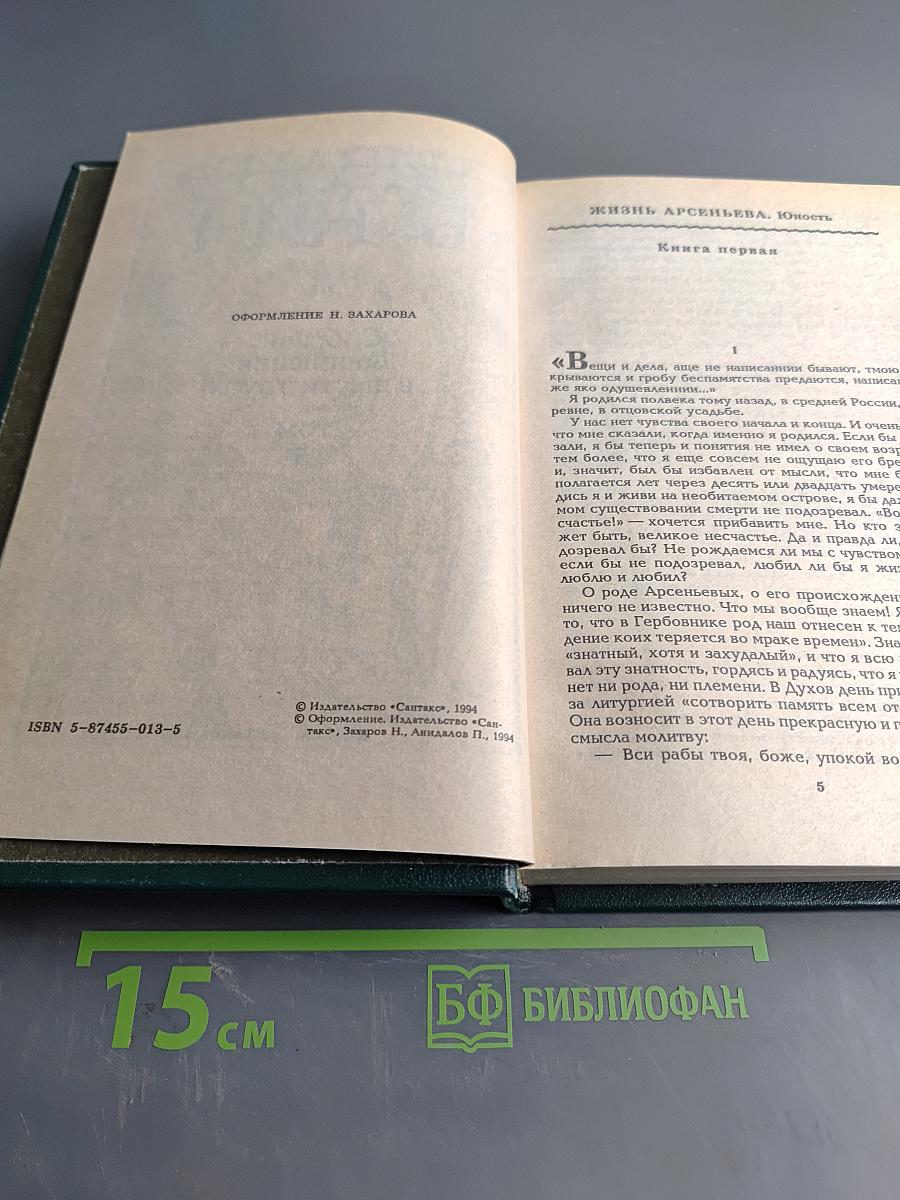 ОФОРМЛЕНИЕ Н. ЗАХАРОВА
ISBN 5–87455–013–5
© Издательство «Сантакс», 1994
© Оформление. Издательство «Сан-
такс», Захаров Н., Анидалов П., 1994
ЖИЗНЬ АРСЕНЬЕВА. Юность
Книга первая
I
«Вещи и дела, аще не написаннии бывают, тмою
крываются и гробу беспамятства предаются, написан
же яко одушевленнии...»
Я родился полвека тому назад, в средней России,
ревне, в отцовской усадьбе.
У нас нет чувства своего начала и конца. И очень
что мне сказали, когда именно я родился. Если бы
зали, я бы теперь и понятия не имел о своем возр
тем более, что я еще совсем не ощущаю его бре
и, значит, был бы избавлен от мысли, что мне б
полагается лет через десять или двадцать умере
дись я и живи на необитаемом острове, я бы да
мом существовании смерти не подозревал. «Во
счастье!» — хочется прибавить мне. Но кто з
жет быть, великое несчастье. Да и правда ли,
дозревал бы? Не рождаемся ли мы с чувством
если бы не подозревал, любил ли бы я жиз
люблю и любил?
О роде Арсеньевых, о его происхожден
ничего не известно. Что мы вообще знаем! Я
то, что в Гербовнике род наш отнесен к тем
дение коих теряется во мраке времен». Зна
«знатный, хотя и захудалый», и что я всю
вал эту знатность, гордясь и радуясь, что я
нет ни рода, ни племени. В Духов день при
за литургией «сотворить память всем от
Она возносит в этот день прекрасную и п
смысла молитву:
— Вси рабы твоя, боже, упокой во
5
15 см
БФ БИБЛИОФАН